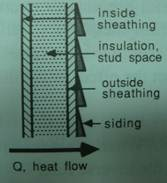 inside
sheathing
insulation,
stud space
outside
sheathing
siding
Q, heat flow